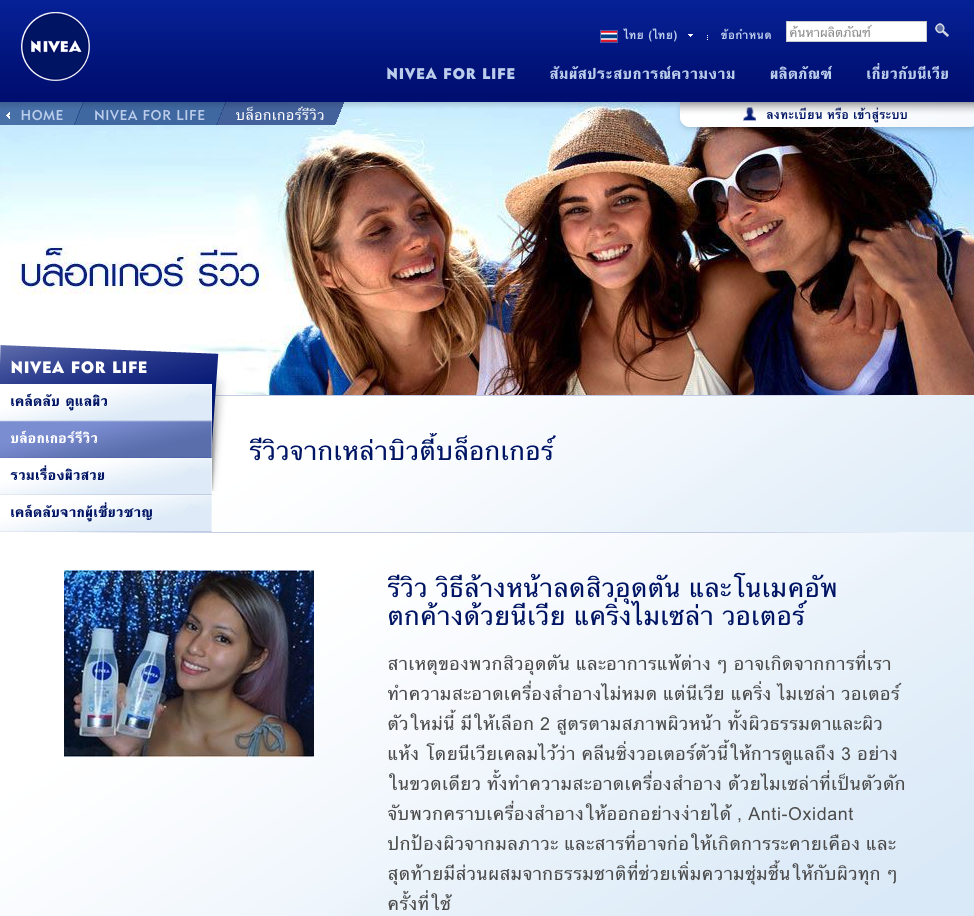 NIVEA
ไทย (ไทย)
ข้อกำหนด
ค้นหาผลิตภัณฑ์
NIVEA FOR LIFE
สัมผัสประสบการณ์ความงาม
ผลิตภัณฑ์
เกี่ยวกับนีเวีย
HOME
NIVEA FOR LIFE
บล็อกเกอร์รีวิว
ลงทะเบียน หรือ เข้าสู่ระบบ
บล็อกเกอร์ รีวิว
NIVEA FOR LIFE
เคล็ดลับ ดูแลผิว
บล็อกเกอร์รีวิว
รวมเรื่องผิวสวย
เคล็ดลับจากผู้เชี่ยวชาญ
รีวิวจากเหล่าบิวตี้บล็อกเกอร์
รีวิว วิธีล้างหน้าลดสิวอุดตัน และโนเมคอัพ
ตกค้างด้วยนีเวีย แคริ่งไมเซล่า วอเตอร์
สาเหตุของพวกสิวอุดตัน และอาการแพ้ต่าง ๆ อาจเกิดจากการที่เรา
ทำความสะอาดเครื่องสำอางไม่หมด แต่นีเวีย แคริ่ง ไมเซล่า วอเตอร์
ตัวใหม่นี้ มีให้เลือก 2 สูตรตามสภาพผิวหน้า ทั้งผิวธรรมดาและผิว
แห้ง โดยนีเวียเคลมไว้ว่า คลีนซิ่งวอเตอร์ตัวนี้ให้การดูแลถึง 3 อย่าง
ในขวดเดียว ทั้งทำความสะอาดเครื่องสำอาง ด้วยไมเซล่าที่เป็นตัวดัก
จับพวกคราบเครื่องสำอางให้ออกอย่างง่ายได้ , Anti-Oxidant
ปกป้องผิวจากมลภาวะ และสารที่อาจก่อให้เกิดการระคายเคือง และ
สุดท้ายมีส่วนผสมจากธรรมชาติที่ช่วยเพิ่มความชุ่มชื้นให้กับผิวทุก ๆ
ครั้งที่ใช้
NIVEA
NIVEA